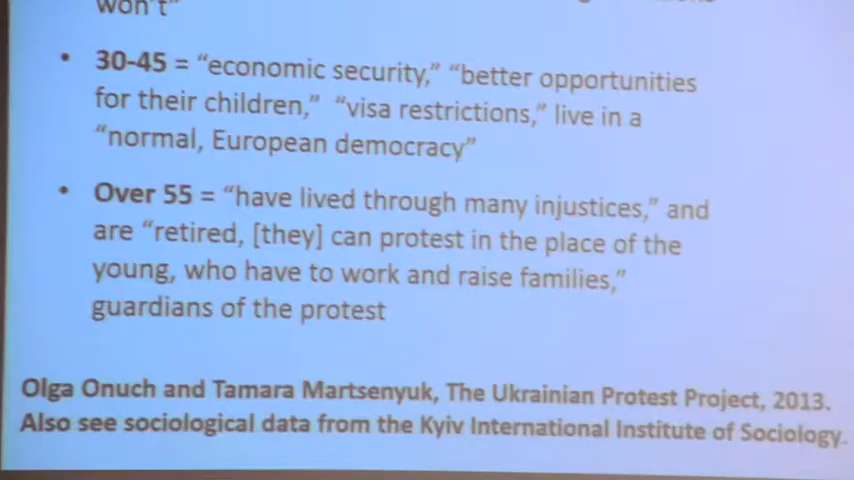 won't"
• 30-45 = "economic security," "better opportunities
for their children," "visa restrictions," live in a
"normal, European democracy"
• Over 55 = "have lived through many injustices," and
are "retired, [they] can protest in the place of the
young, who have to work and raise families,"
guardians of the protest
Olga Onuch and Tamara Martsenyuk, The Ukrainian Protest Project, 2013.
Also see sociological data from the Kyiv International Institute of Sociology.